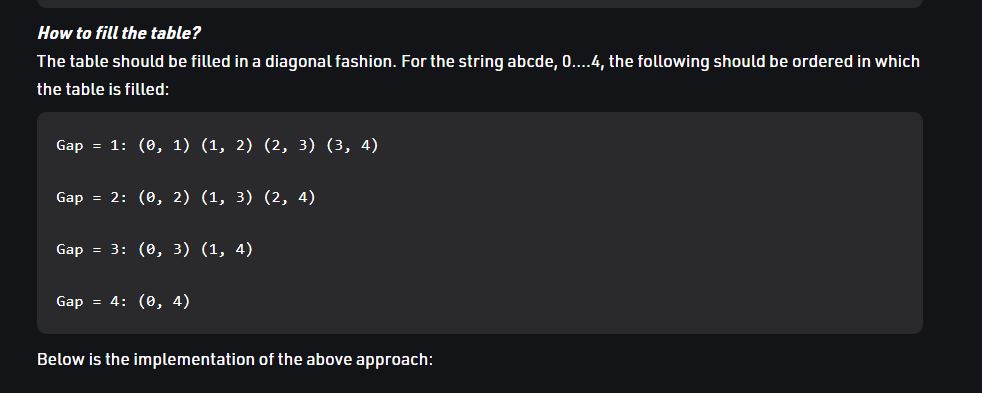 How to fill the table?
The table should be filled in a diagonal fashion. For the string abcde, 0....4, the following should be ordered in which
the table is filled:
Gap = 1: (0, 1) (1, 2) (2, 3) (3, 4)
Gap = 2: (0, 2) (1, 3) (2, 4)
Gap = 3: (0, 3) (1, 4)
Gap = 4: (0, 4)
Below is the implementation of the above approach: